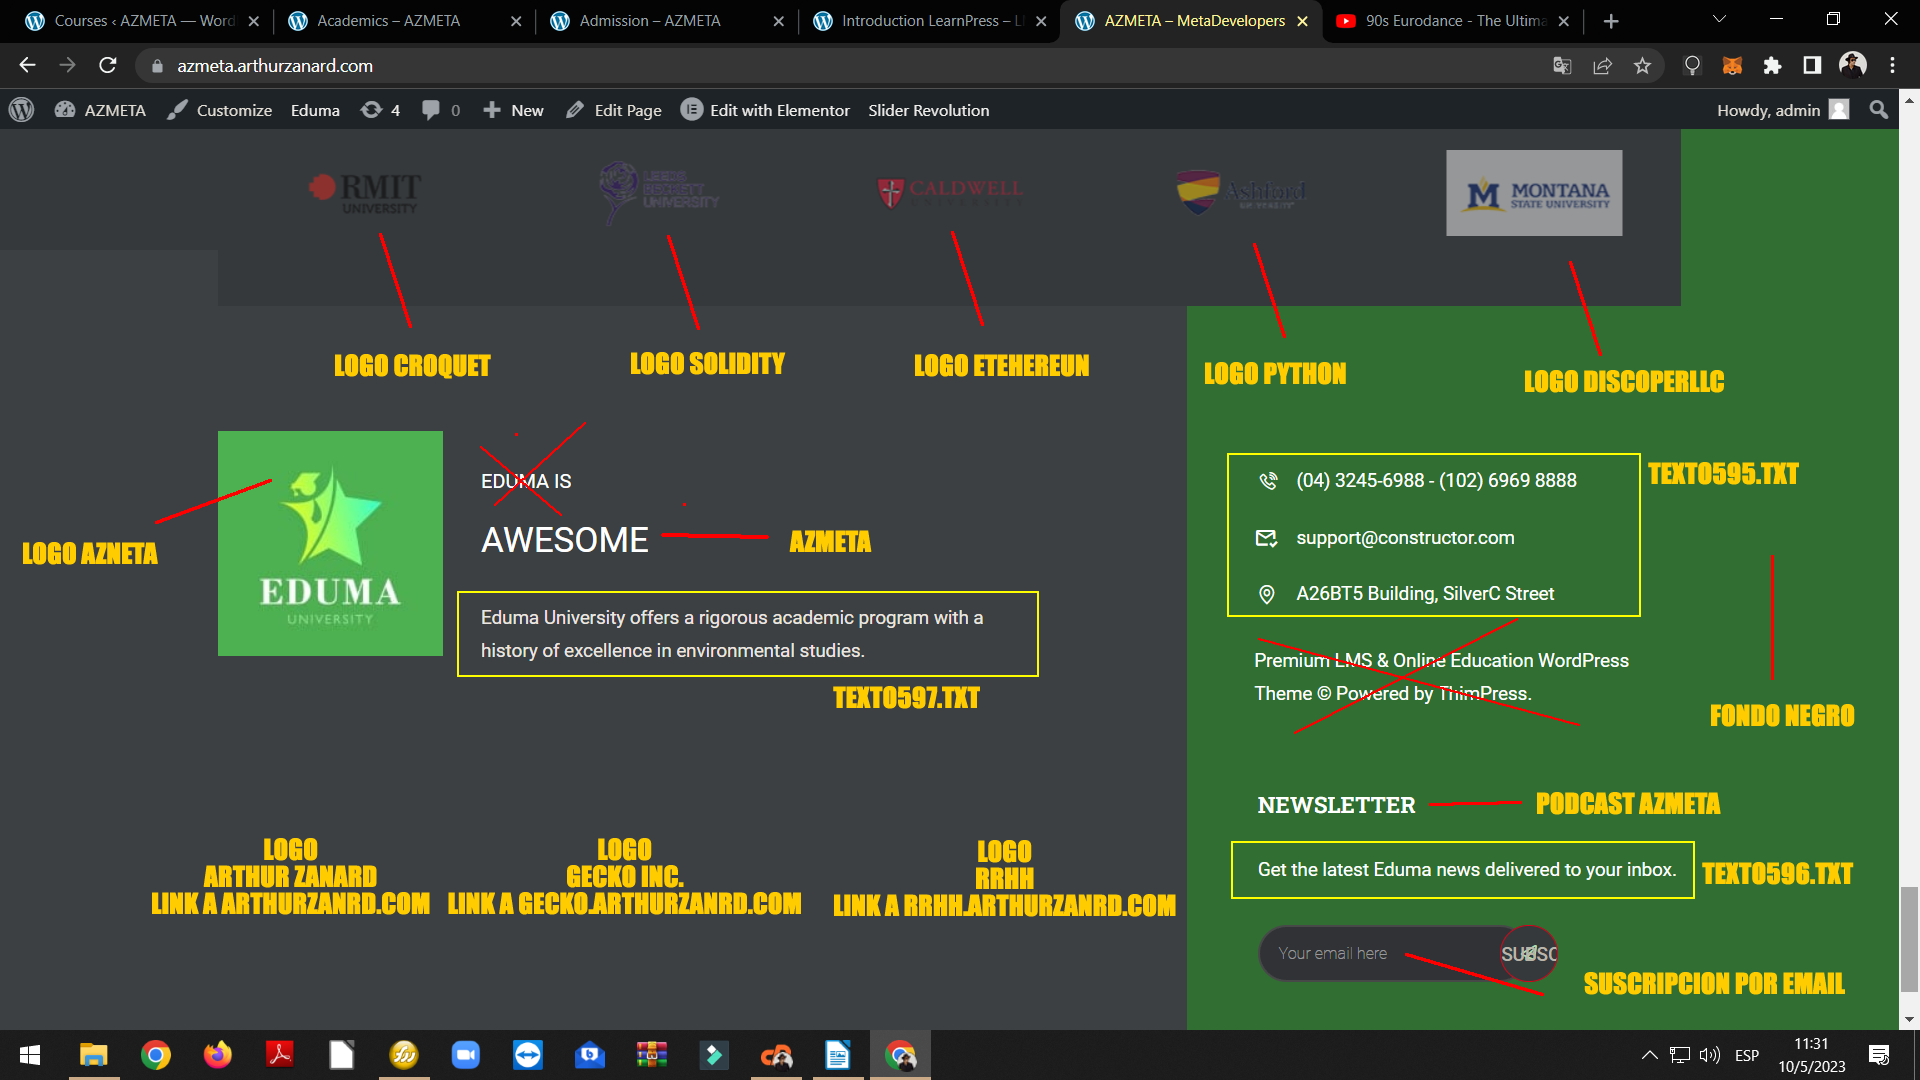 Courses ‹ AZMETA — Word
Academics – AZMETA
Admission – AZMETA
Introduction LearnPress – L
AZMETA – MetaDevelopers
90s Eurodance - The Ultima
azmeta.arthurzanard.com
AZMETA
Customize
Eduma
4
0
New
Edit Page
Edit with Elementor
Slider Revolution
Howdy, admin
RMIT
UNIVERSITY
LEEDS
BECKETT
UNIVERSITY
CALDWELL
UNIVERSITY
Ashford
UNIVERSITY
MONTANA
STATE UNIVERSITY
LOGO CROQUET
LOGO SOLIDITY
LOGO ETEHEREUN
LOGO PYTHON
LOGO DISCOPERLLC
EDUMA IS
AWESOME
AZMETA
LOGO AZNETA
EDUMA
UNIVERSITY
Eduma University offers a rigorous academic program with a
history of excellence in environmental studies.
TEXTO597.TXT
(04) 3245-6988 - (102) 6969 8888
support@constructor.com
A26BT5 Building, SilverC Street
TEXTO595.TXT
Premium LMS & Online Education WordPress
Theme © Powered by ThimPress.
FONDO NEGRO
NEWSLETTER
PODCAST AZMETA
Get the latest Eduma news delivered to your inbox.
TEXTO596.TXT
Your email here
SUBSC
SUSCRIPCION POR EMAIL
LOGO
ARTHUR ZANARD
LINK A ARTHURZANRD.COM
LOGO
GECKO INC.
LINK A GECKO.ARTHURZANRD.COM
LOGO
RRHH
LINK A RRHH.ARTHURZANRD.COM
ESP
11:31
10/5/2023